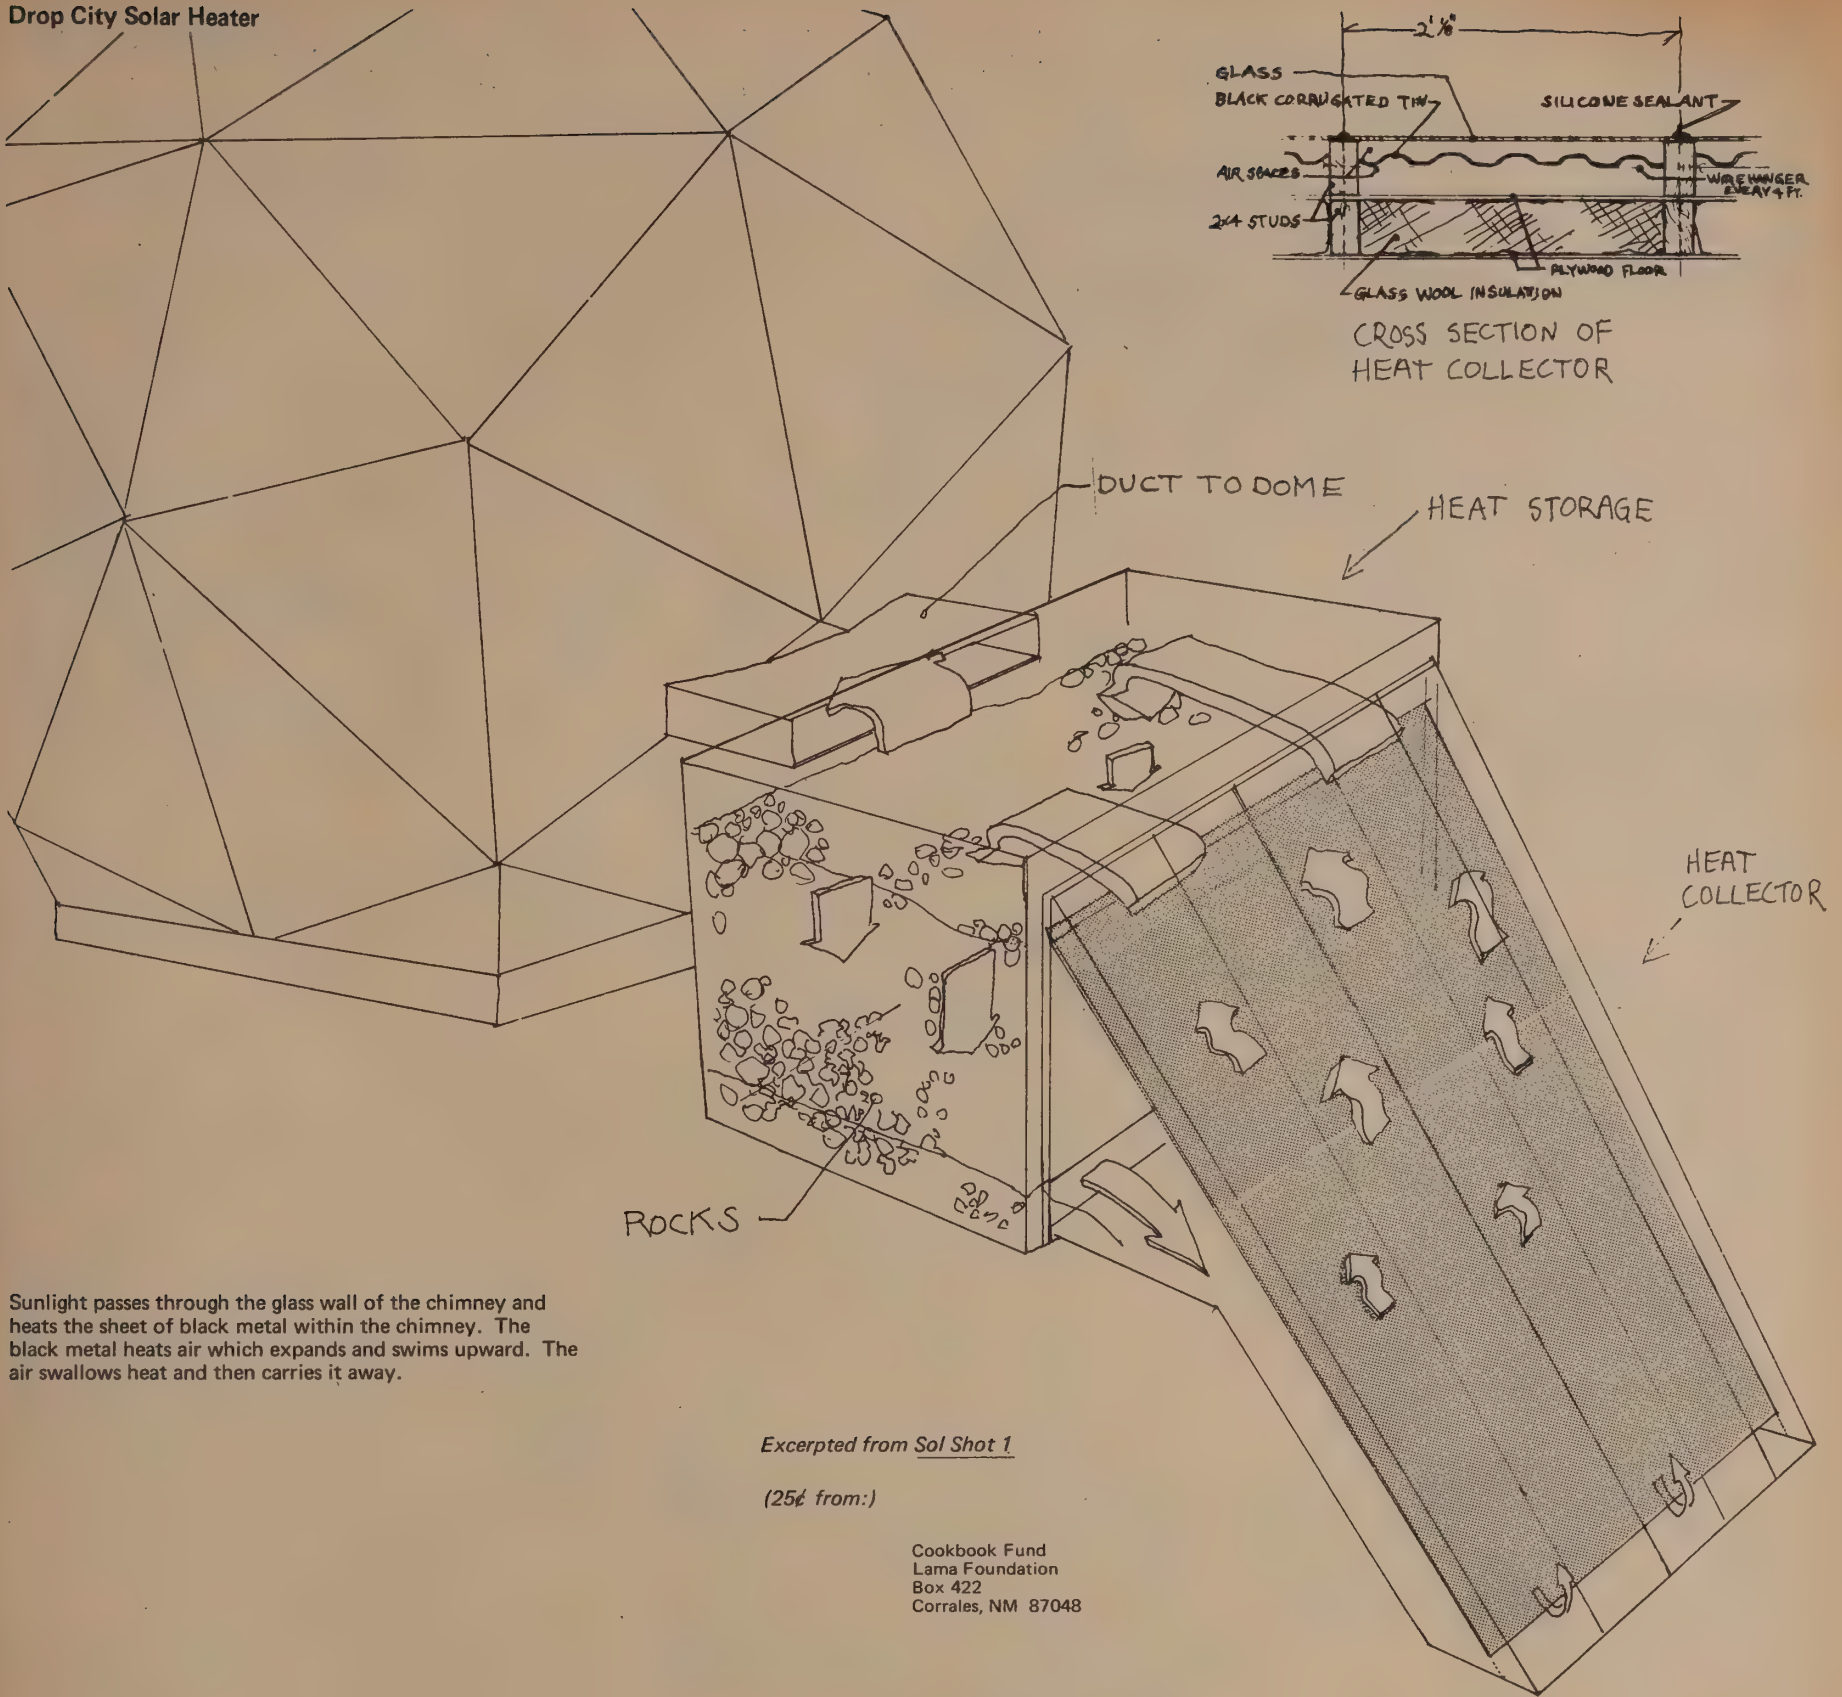 Drop City Solar Heater
2' ⅛"
GLASS
BLACK CORRUGATED TIN
SILICONE SEALANT
AIR SPACES
WIRE HANGER
EVERY 4 FT.
2x4 STUDS
PLYWOOD FLOOR
GLASS WOOL INSULATION
CROSS SECTION OF
HEAT COLLECTOR
DUCT TO DOME
HEAT STORAGE
HEAT
COLLECTOR
ROCKS
Sunlight passes through the glass wall of the chimney and
heats the sheet of black metal within the chimney. The
black metal heats air which expands and swims upward. The
air swallows heat and then carries it away.
Excerpted from Sol Shot 1
(25¢ from:)
Cookbook Fund
Lama Foundation
Box 422
Corrales, NM 87048